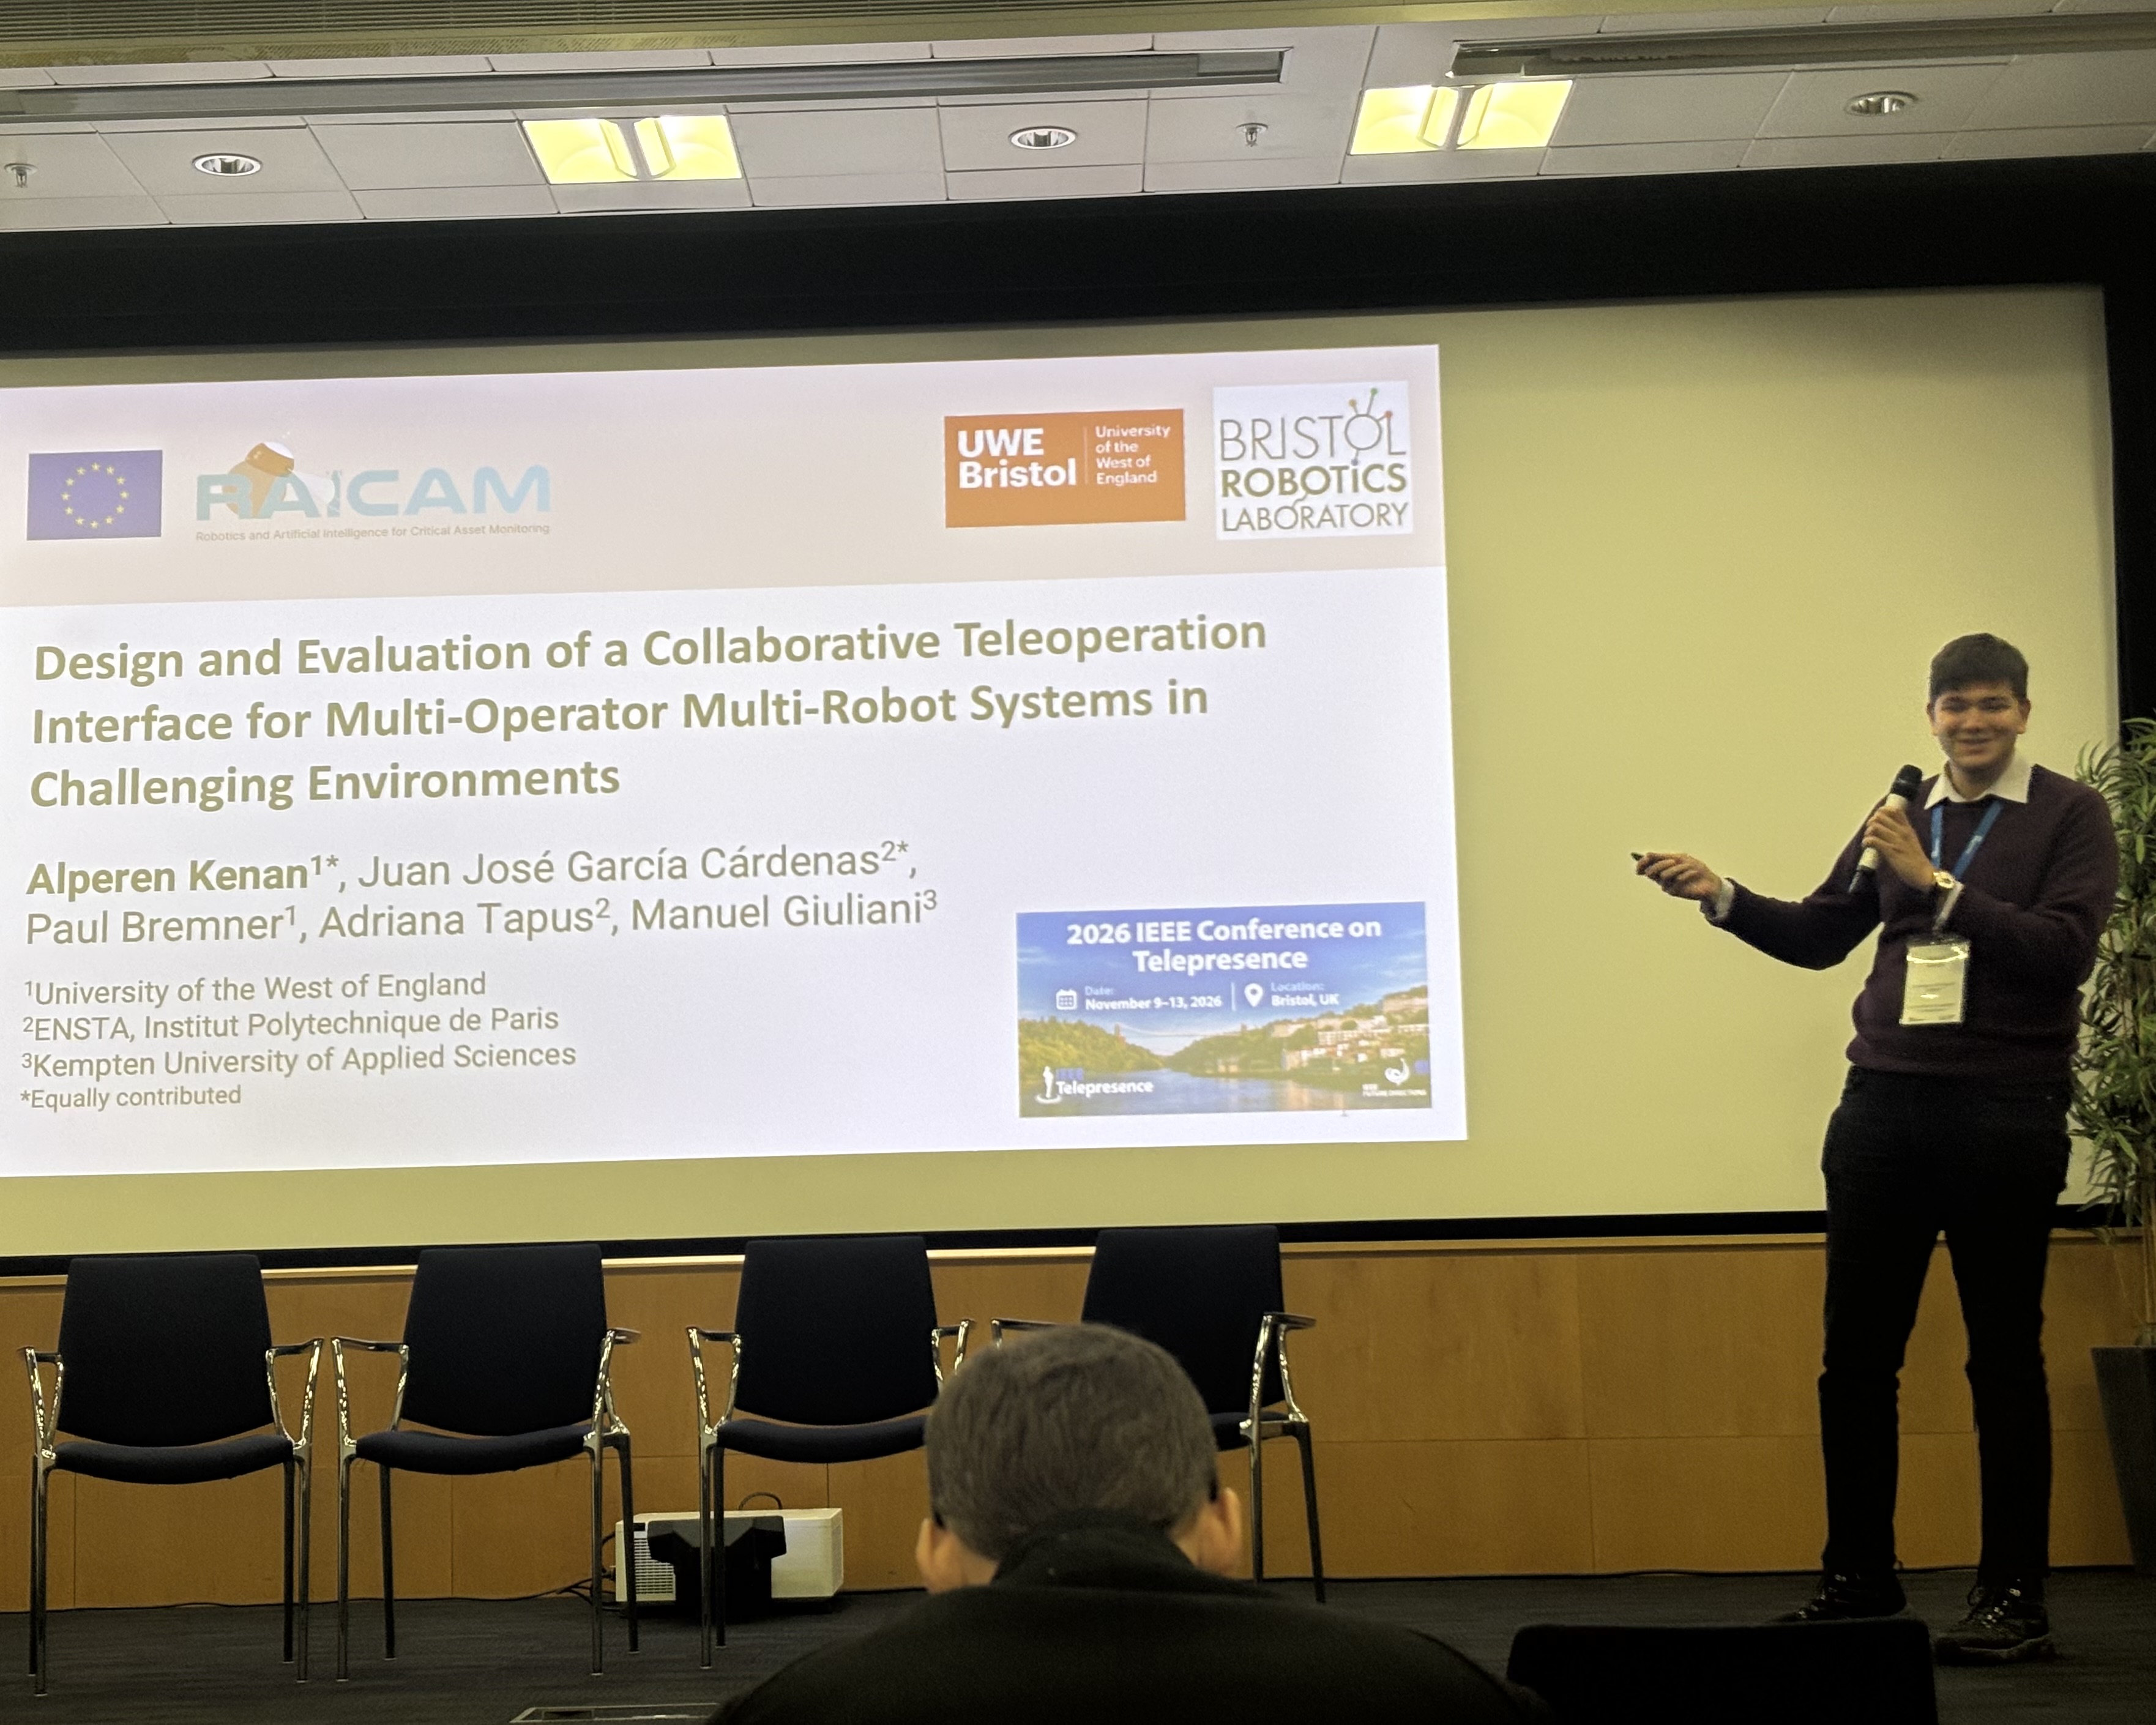 RAICAM
Robotics and Artificial Intelligence for Critical Asset Monitoring
UWE
Bristol
University
of the
West of
England
BRISTOL
ROBOTICS
LABORATORY
Design and Evaluation of a Collaborative Teleoperation
Interface for Multi-Operator Multi-Robot Systems in
Challenging Environments
Alperen Kenan¹*, Juan José García Cárdenas²*,
Paul Bremner¹, Adriana Tapus², Manuel Giuliani³
¹University of the West of England
²ENSTA, Institut Polytechnique de Paris
³Kempten University of Applied Sciences
*Equally contributed
2026 IEEE Conference on
Telepresence
Date:
November 9–13, 2026
Location:
Bristol, UK
IEEE
Telepresence
IEEE
FUTURE DIRECTIONS